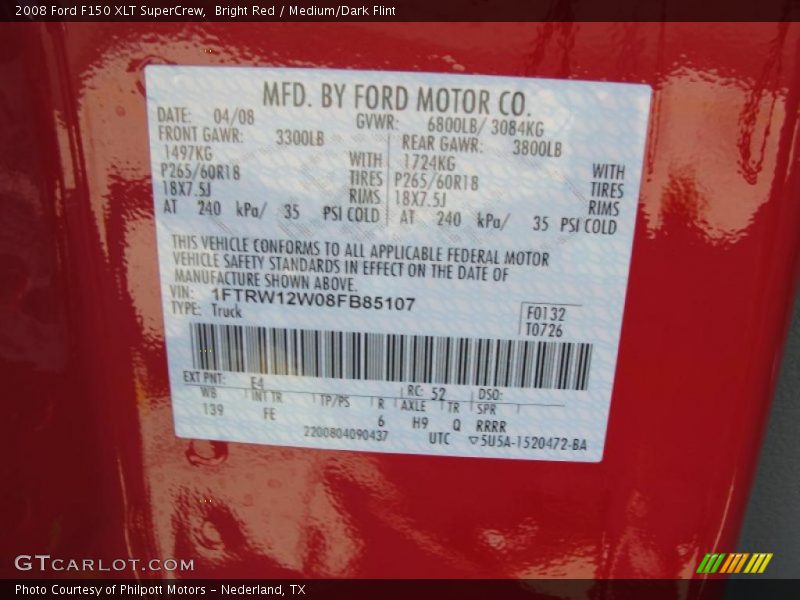 2008 Ford F150 XLT SuperCrew,  Bright Red / Medium/Dark Flint
MFD. BY FORD MOTOR CO.
DATE: 04/08 GVWR: 6800LB/ 3084KG
FRONT GAWR: 3300LB REAR GAWR: 3800LB
1497KG WITH 1724KG WITH
P265/60R18 TIRES P265/60R18 TIRES
18X7.5J RIMS 18X7.5J RIMS
AT 240 kPa/ 35 PSI COLD AT 240 kPa/ 35 PSI COLD
THIS VEHICLE CONFORMS TO ALL APPLICABLE FEDERAL MOTOR
VEHICLE SAFETY STANDARDS IN EFFECT ON THE DATE OF
MANUFACTURE SHOWN ABOVE.
VIN: 1FTRW12W08FB85107
TYPE: Truck F0132
T0726
EXT PNT: E4 RC: 52 DSO:
WB INT TR TP/PS R AXLE TR SPR
139 FE 6 H9 Q RRRR
2200804090437 UTC ▽5U5A-1520472-BA
GTCARLOT.COM
Photo Courtesy of Philpott Motors – Nederland, TX